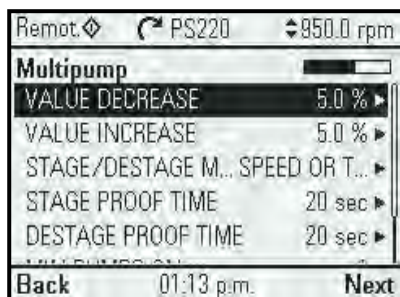 Remot. PS220 950.0 rpm
Multipump
VALUE DECREASE 5.0 %
VALUE INCREASE 5.0 %
STAGE/DESTAGE M... SPEED OR T...
STAGE PROOF TIME 20 sec
DESTAGE PROOF TIME 20 sec
Back 01:13 p.m. Next